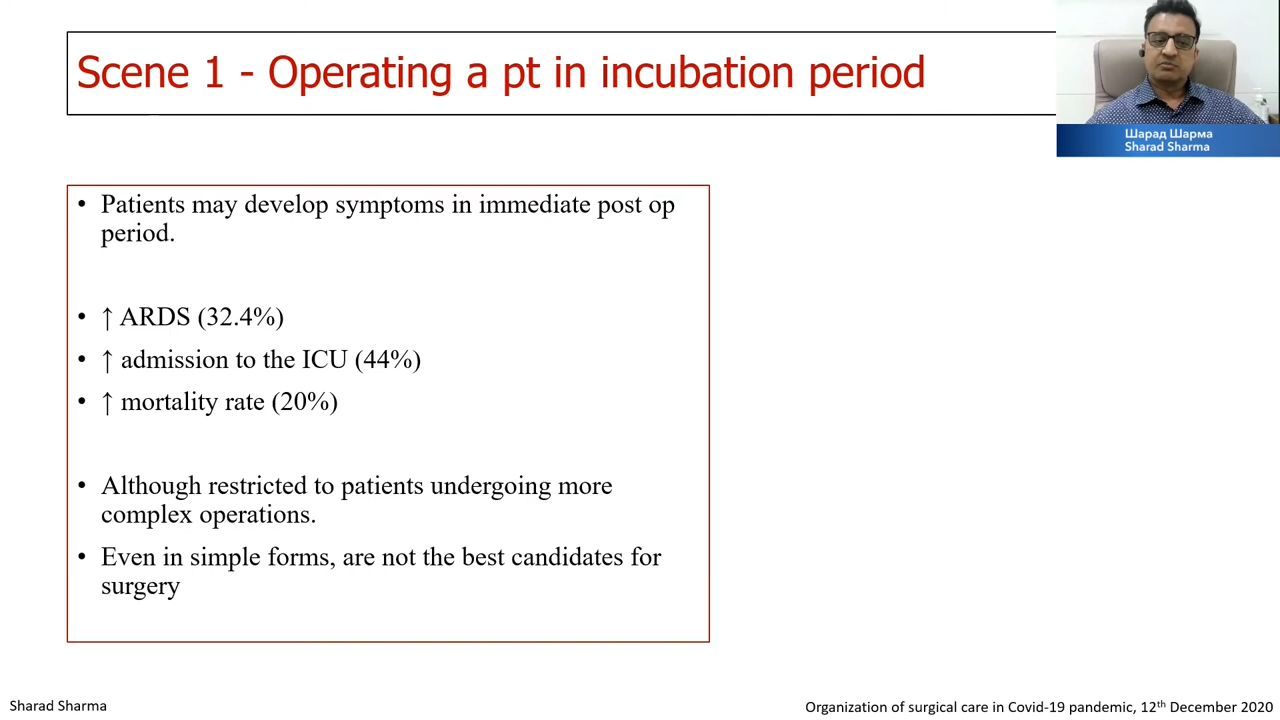 Scene 1 - Operating a pt in incubation period
Шарад Шарма
Sharad Sharma
• Patients may develop symptoms in immediate post op
period.
• ↑ ARDS (32.4%)
• ↑ admission to the ICU (44%)
• ↑ mortality rate (20%)
• Although restricted to patients undergoing more
complex operations.
• Even in simple forms, are not the best candidates for
surgery
Sharad Sharma
Organization of surgical care in Covid-19 pandemic, 12th December 2020